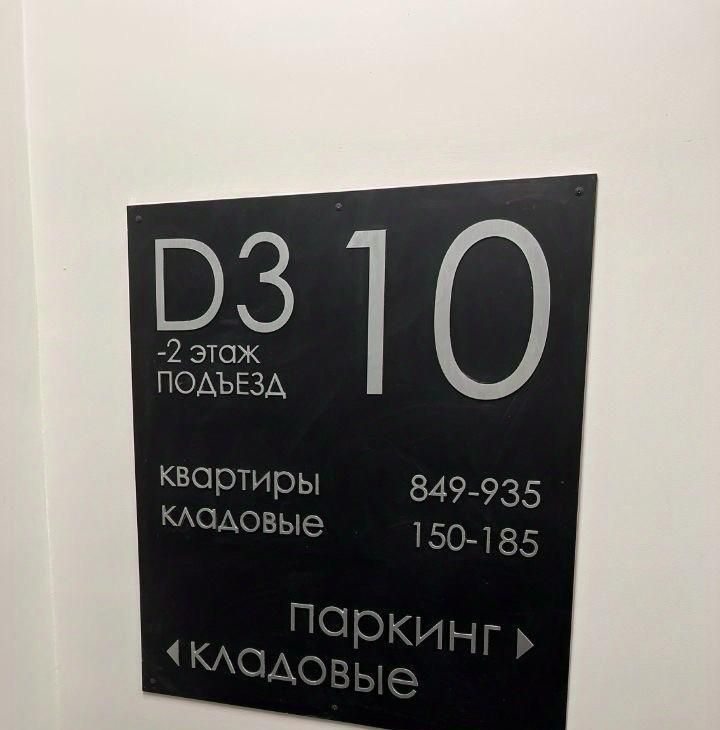 D3 10
-2 этаж
ПОДЪЕЗД
квартиры 849-935
кладовые 150-185
паркинг ▶
◀ кладовые